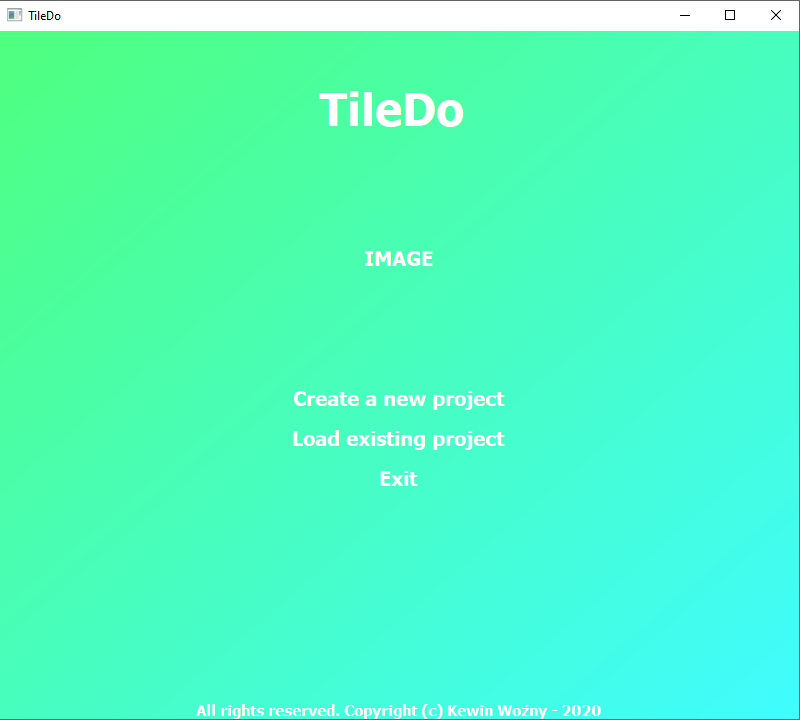 TileDo
TileDo
IMAGE
Create a new project
Load existing project
Exit
All rights reserved. Copyright (c) Kewin Woźny - 2020